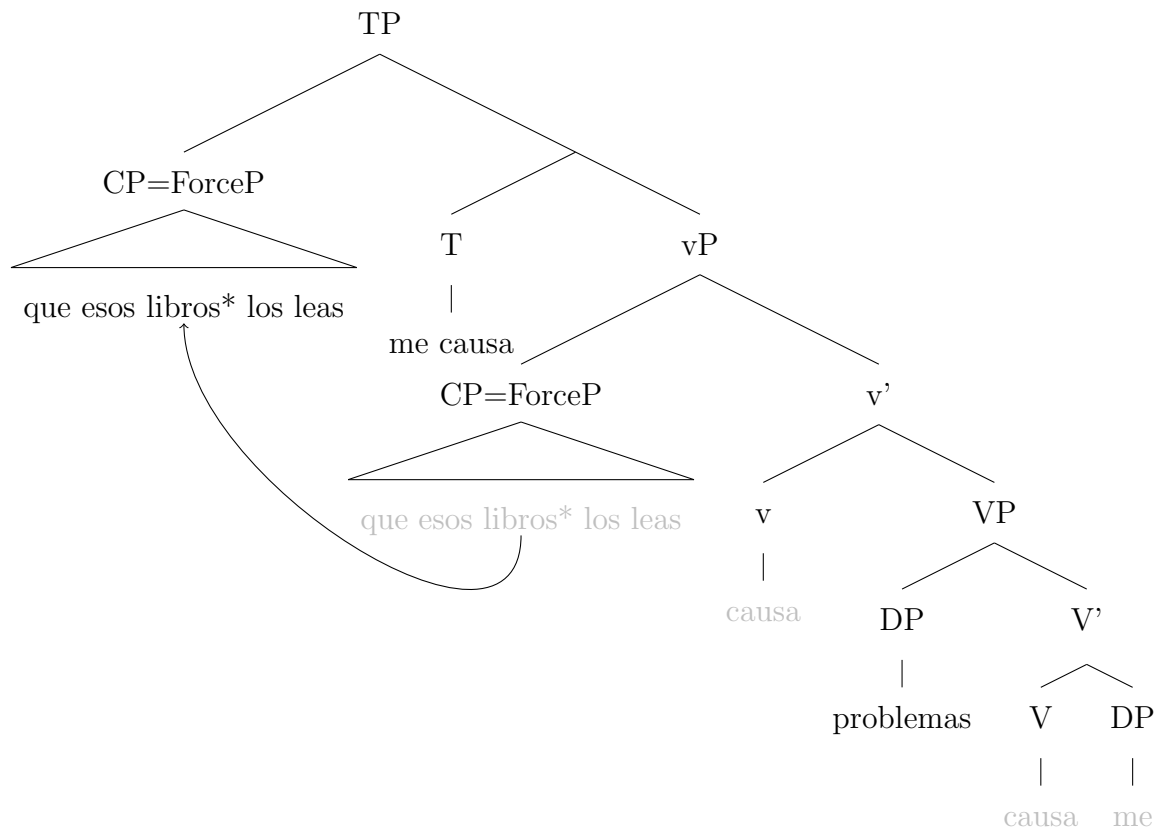 TP
CP=ForceP
que esos libros* los leas
T
me causa
vP
CP=ForceP
que esos libros* los leas
v'
v
causa
VP
DP
problemas
V'
V
causa
DP
me